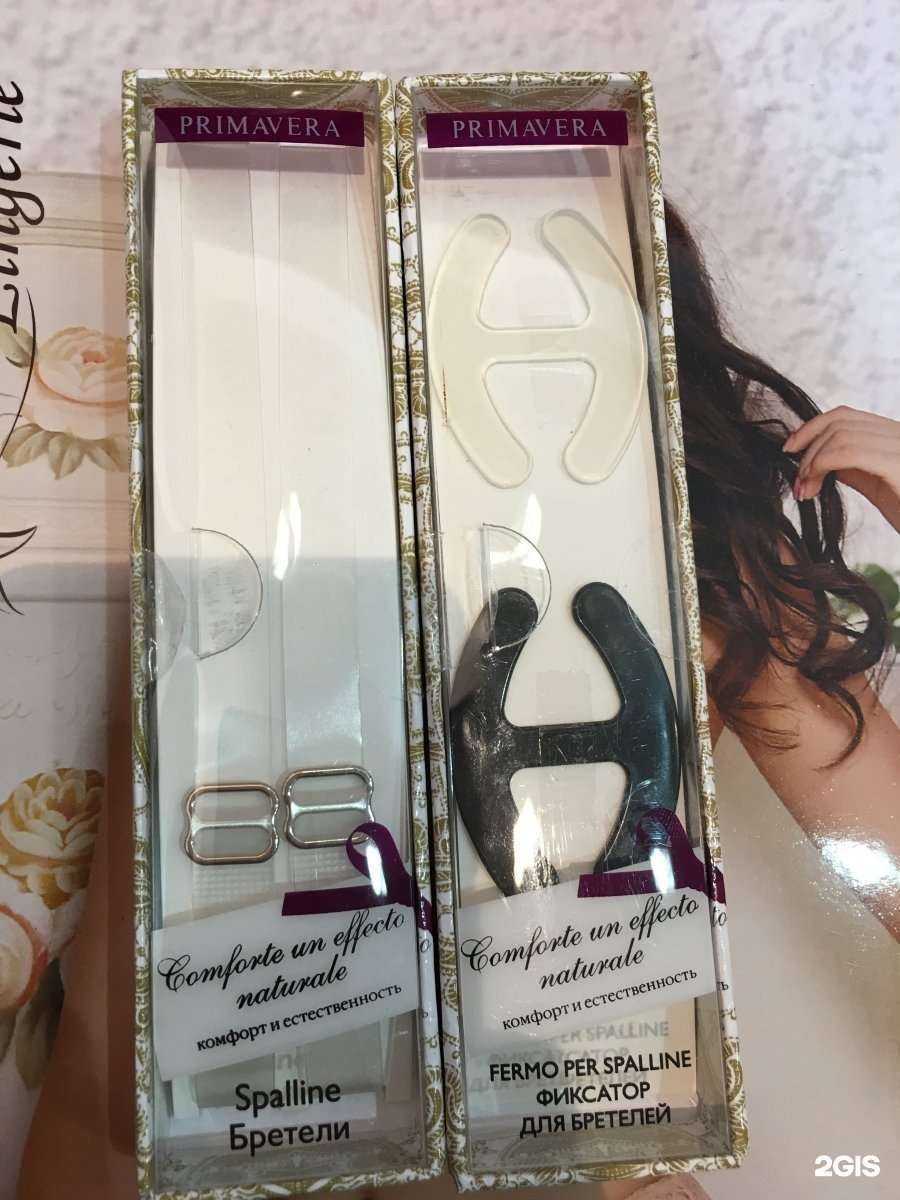 PRIMAVERA
Comforte un effecto
naturale
комфорт и естественность
Spalline
Бретели
PRIMAVERA
Comforte un effecto
naturale
комфорт и естественность
FERMO PER SPALLINE
ФИКСАТОР
ДЛЯ БРЕТЕЛЕЙ
Lingerie
2GIS